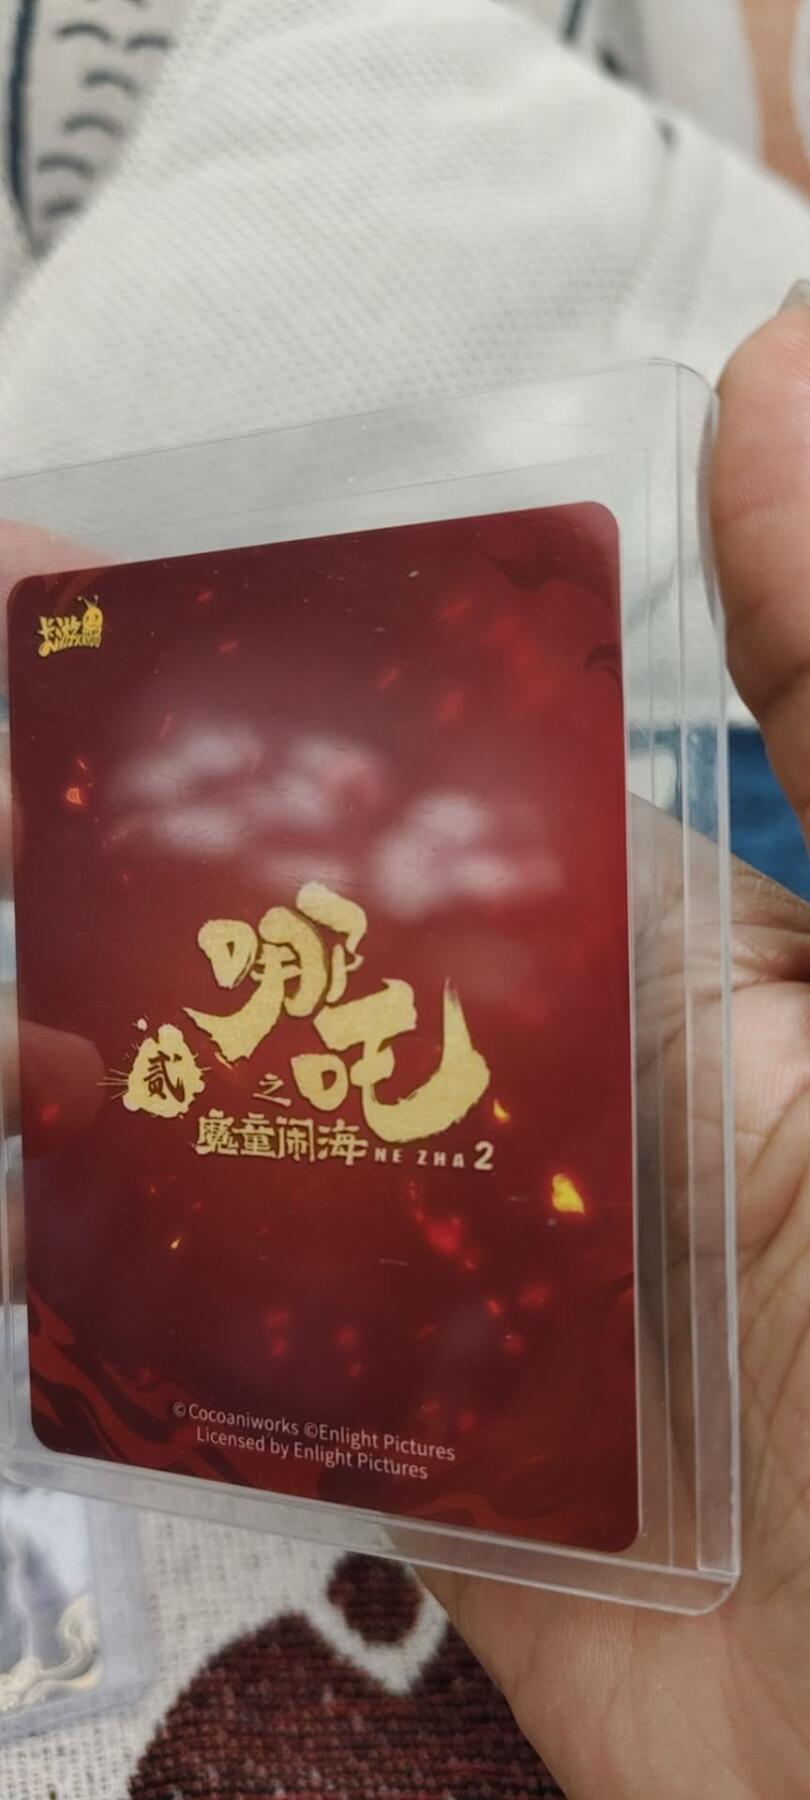 卡游 KAYOU
哪吒
贰
之
魔童闹海 NE ZHA 2
©Cocoaniworks ©Enlight Pictures
Licensed by Enlight Pictures